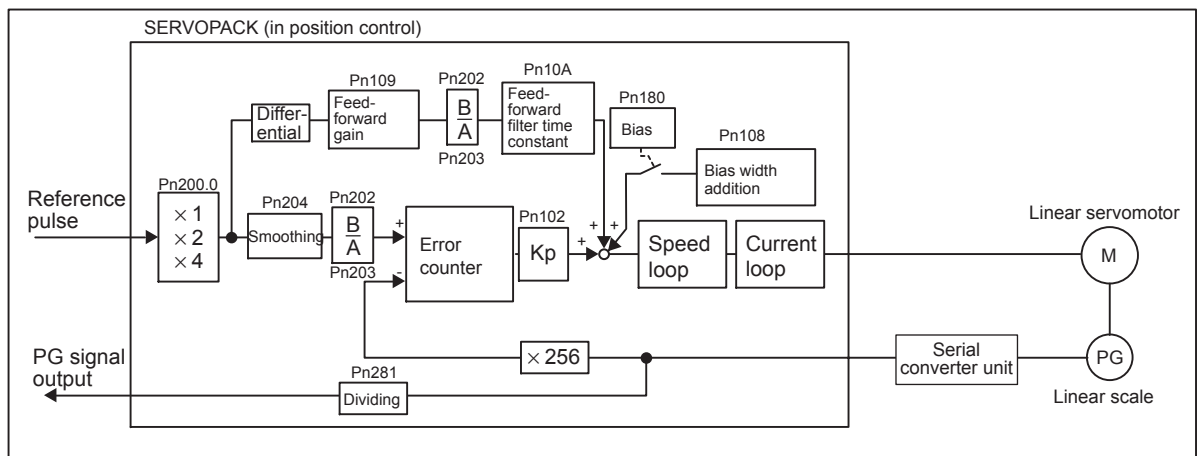 SERVOPACK (in position control)
Pn109
Pn202
Pn10A
Differ-
ential
Feed-
forward
gain
B
A
Pn203
Feed-
forward
filter time
constant
Pn180
Bias
Pn108
Bias width
addition
Reference
pulse
Pn200.0
× 1
× 2
× 4
Pn204
Smoothing
Pn202
B
A
Pn203
+
-
Error
counter
Pn102
Kp
+
+
+
Speed
loop
Current
loop
Linear servomotor
M
PG signal
output
× 256
Pn281
Dividing
Serial
converter unit
PG
Linear scale